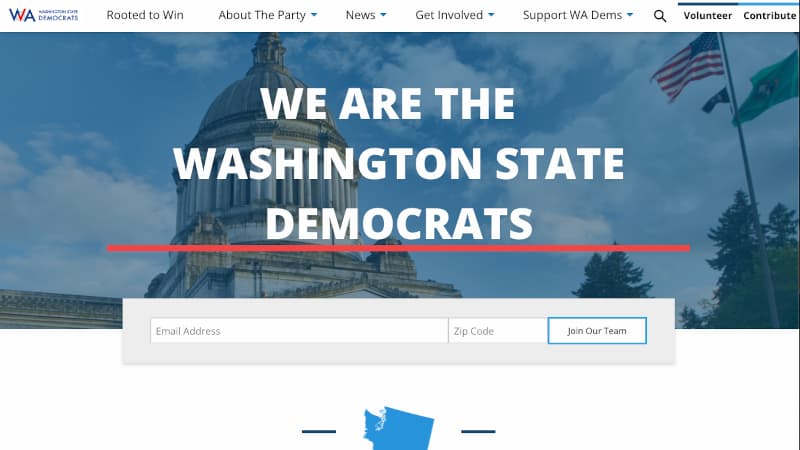 WA WASHINGTON STATE DEMOCRATS
Rooted to Win
About The Party
News
Get Involved
Support WA Dems
Volunteer
Contribute
WE ARE THE
WASHINGTON STATE
DEMOCRATS
Email Address
Zip Code
Join Our Team